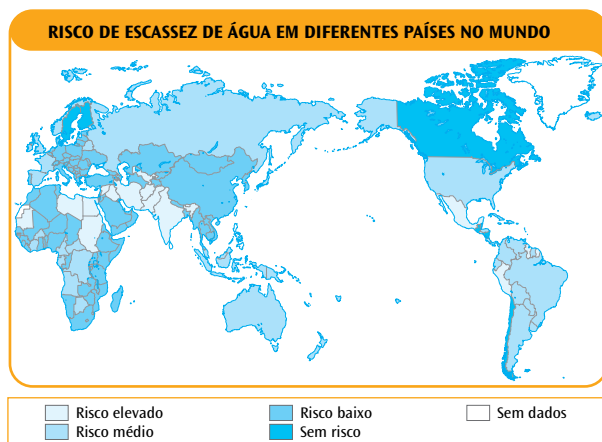 RISCO DE ESCASSEZ DE ÁGUA EM DIFERENTES PAÍSES NO MUNDO
Risco elevado
Risco médio
Risco baixo
Sem risco
Sem dados